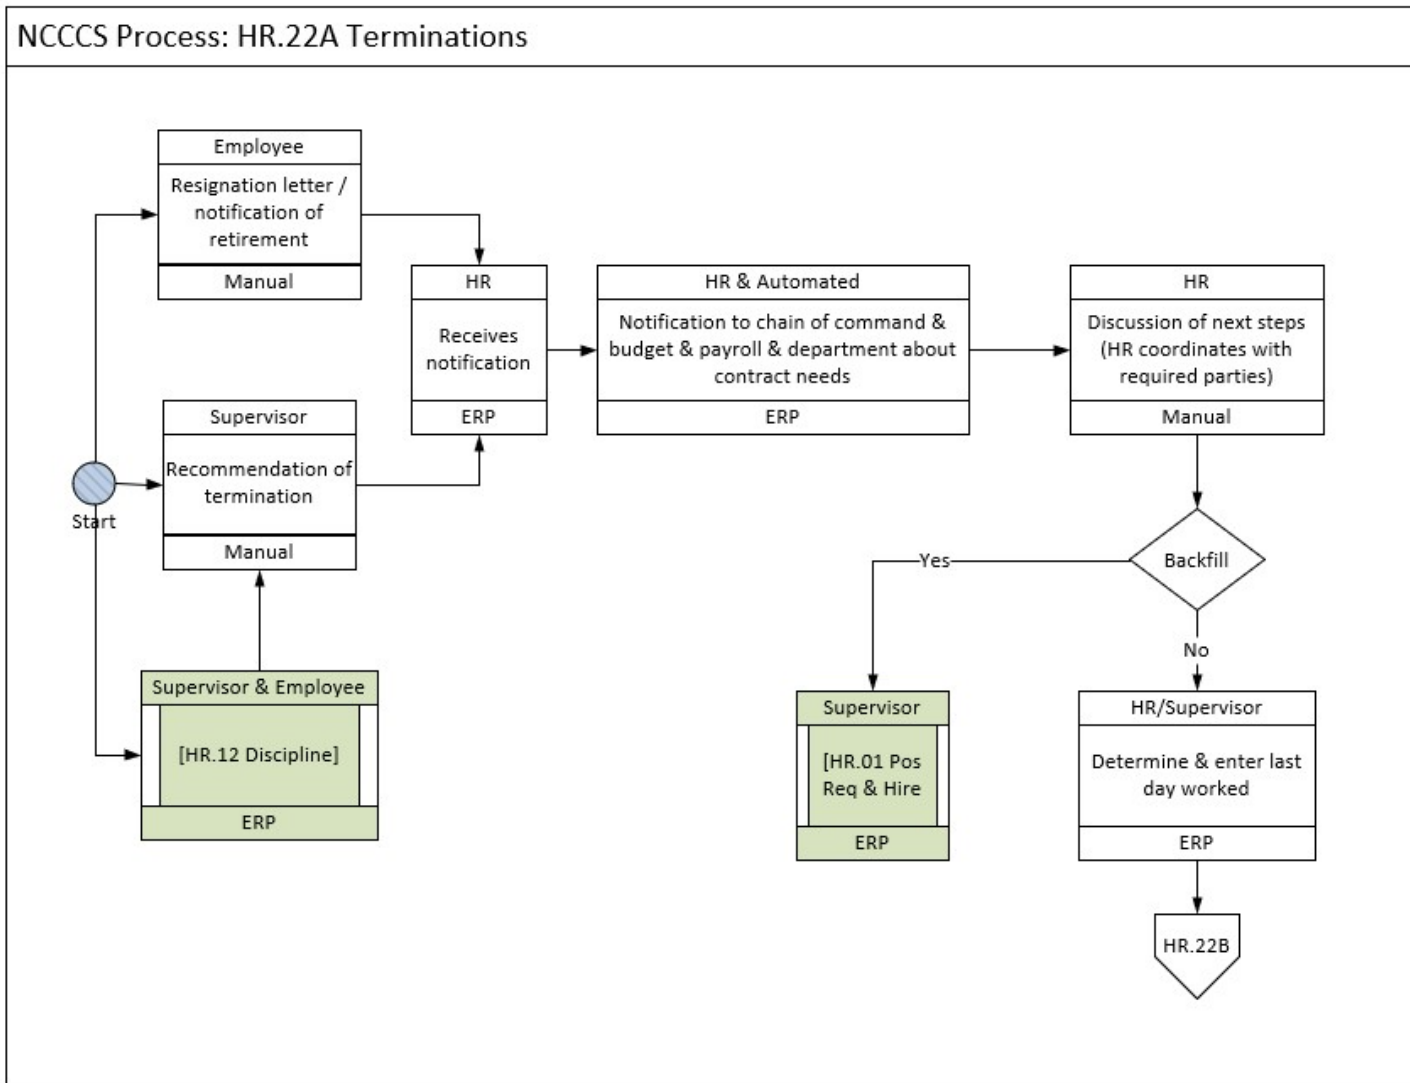 NCCCS Process: HR.22A Terminations
Employee
Resignation letter /
notification of
retirement
Manual
HR
Receives
notification
ERP
HR & Automated
Notification to chain of command &
budget & payroll & department about
contract needs
ERP
HR
Discussion of next steps
(HR coordinates with
required parties)
Manual
Supervisor
Recommendation of
termination
Manual
Start
Backfill
Yes
No
Supervisor & Employee
[HR.12 Discipline]
ERP
Supervisor
[HR.01 Pos
Req & Hire
ERP
HR/Supervisor
Determine & enter last
day worked
ERP
HR.22B